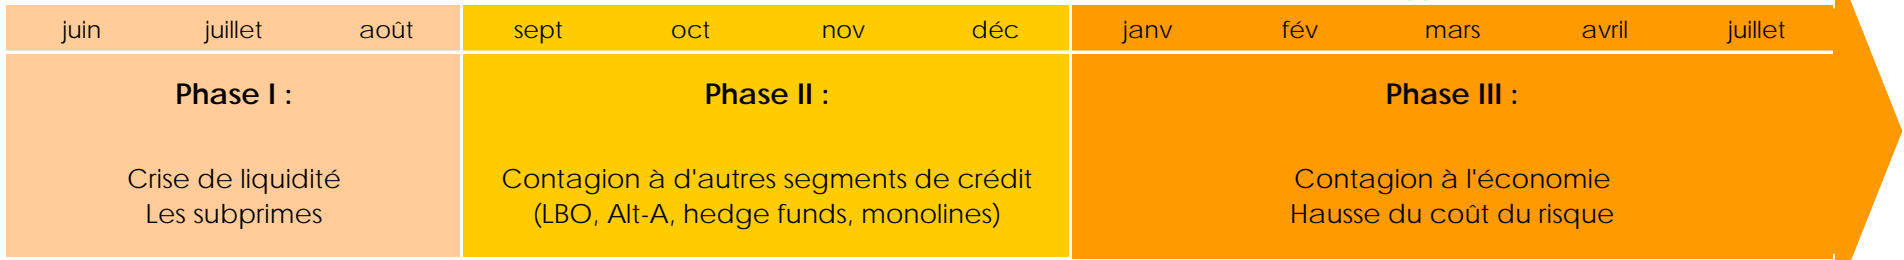 juin juillet août sept oct nov déc janv fév mars avril juillet
Phase I : Phase II : Phase III :
Crise de liquidité Contagion à d'autres segments de crédit Contagion à l'économie
Les subprimes (LBO, Alt-A, hedge funds, monolines) Hausse du coût du risque